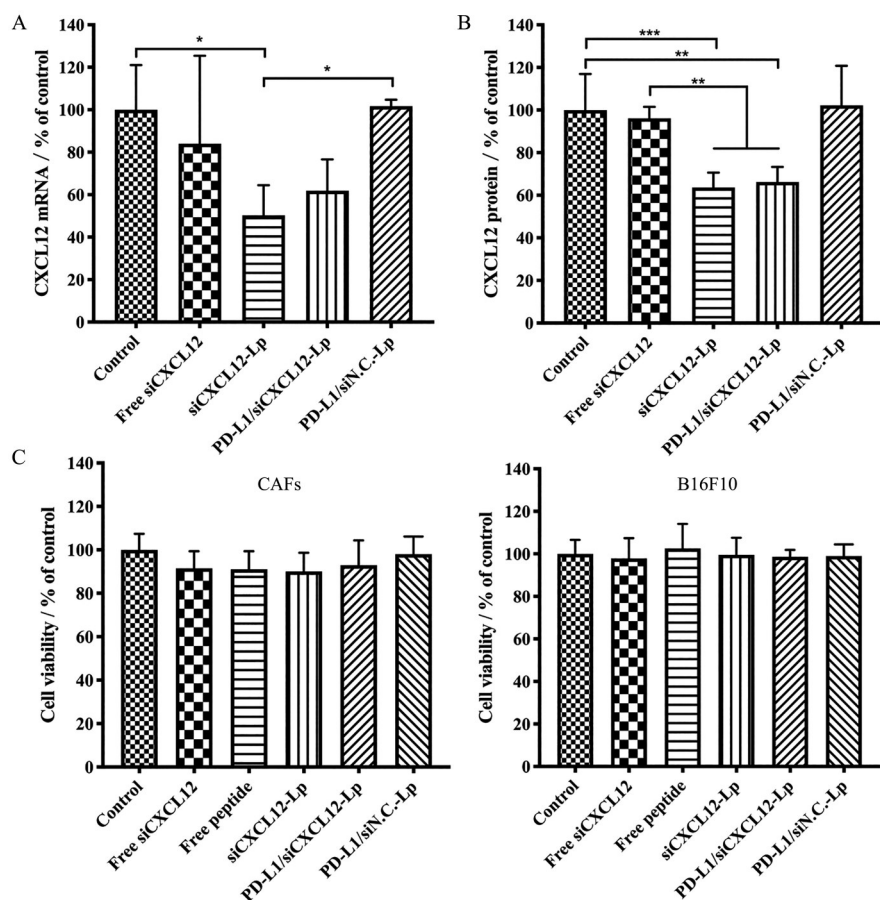 A
CXCL12 mRNA / % of control
140
120
100
80
60
40
20
0
*
*
Control
Free siCXCL12
siCXCL12-Lp
PD-L1/siCXCL12-Lp
PD-L1/siN.C.-Lp
B
CXCL12 protein / % of control
140
120
100
80
60
40
20
0
***
**
**
Control
Free siCXCL12
siCXCL12-Lp
PD-L1/siCXCL12-Lp
PD-L1/siN.C.-Lp
C
CAFs
Cell viability / % of control
140
120
100
80
60
40
20
0
Control
Free siCXCL12
Free peptide
siCXCL12-Lp
PD-L1/siCXCL12-Lp
PD-L1/siN.C.-Lp
B16F10
Cell viability / % of control
140
120
100
80
60
40
20
0
Control
Free siCXCL12
Free peptide
siCXCL12-Lp
PD-L1/siCXCL12-Lp
PD-L1/siN.C.-Lp